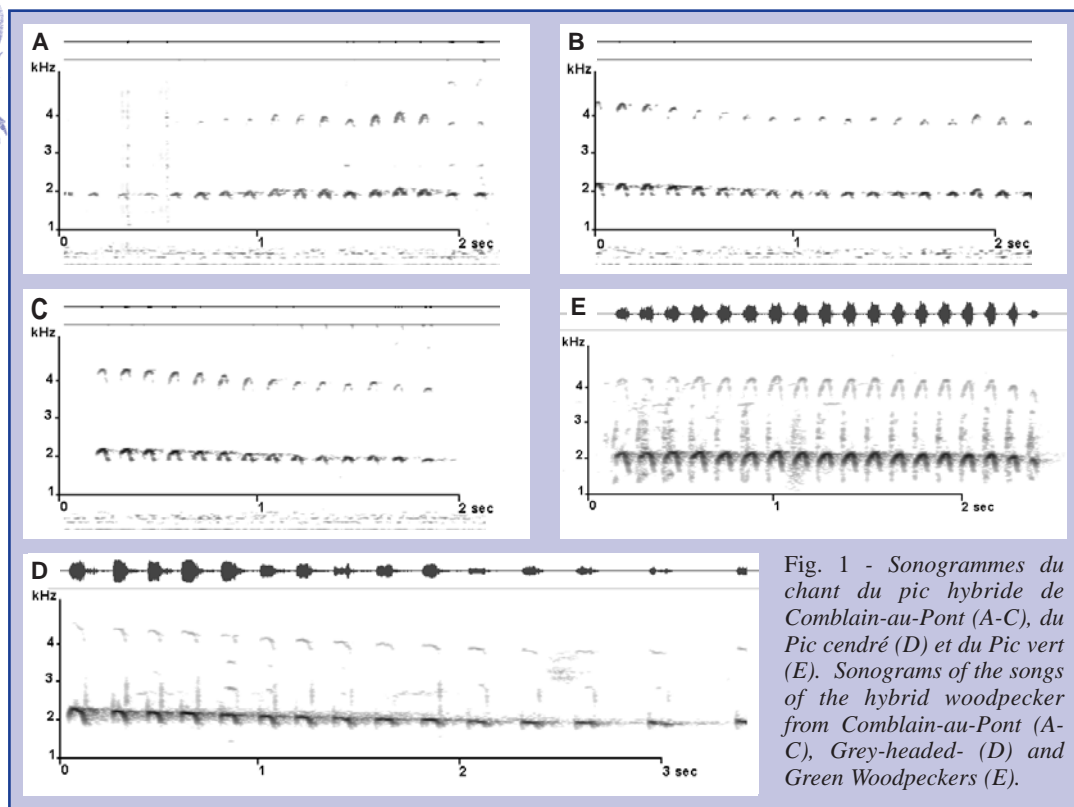 A
kHz
4
3
2
1
0
1
2 sec
B
kHz
4
3
2
1
0
1
2 sec
C
kHz
4
3
2
1
0
1
2 sec
E
kHz
4
3
2
1
0
1
2 sec
D
kHz
4
3
2
1
0
1
2
3 sec
Fig. 1 - Sonogrammes du
chant du pic hybride de
Comblain-au-Pont (A-C), du
Pic cendré (D) et du Pic vert
(E). Sonograms of the songs
of the hybrid woodpecker
from Comblain-au-Pont (A-
C), Grey-headed- (D) and
Green Woodpeckers (E).